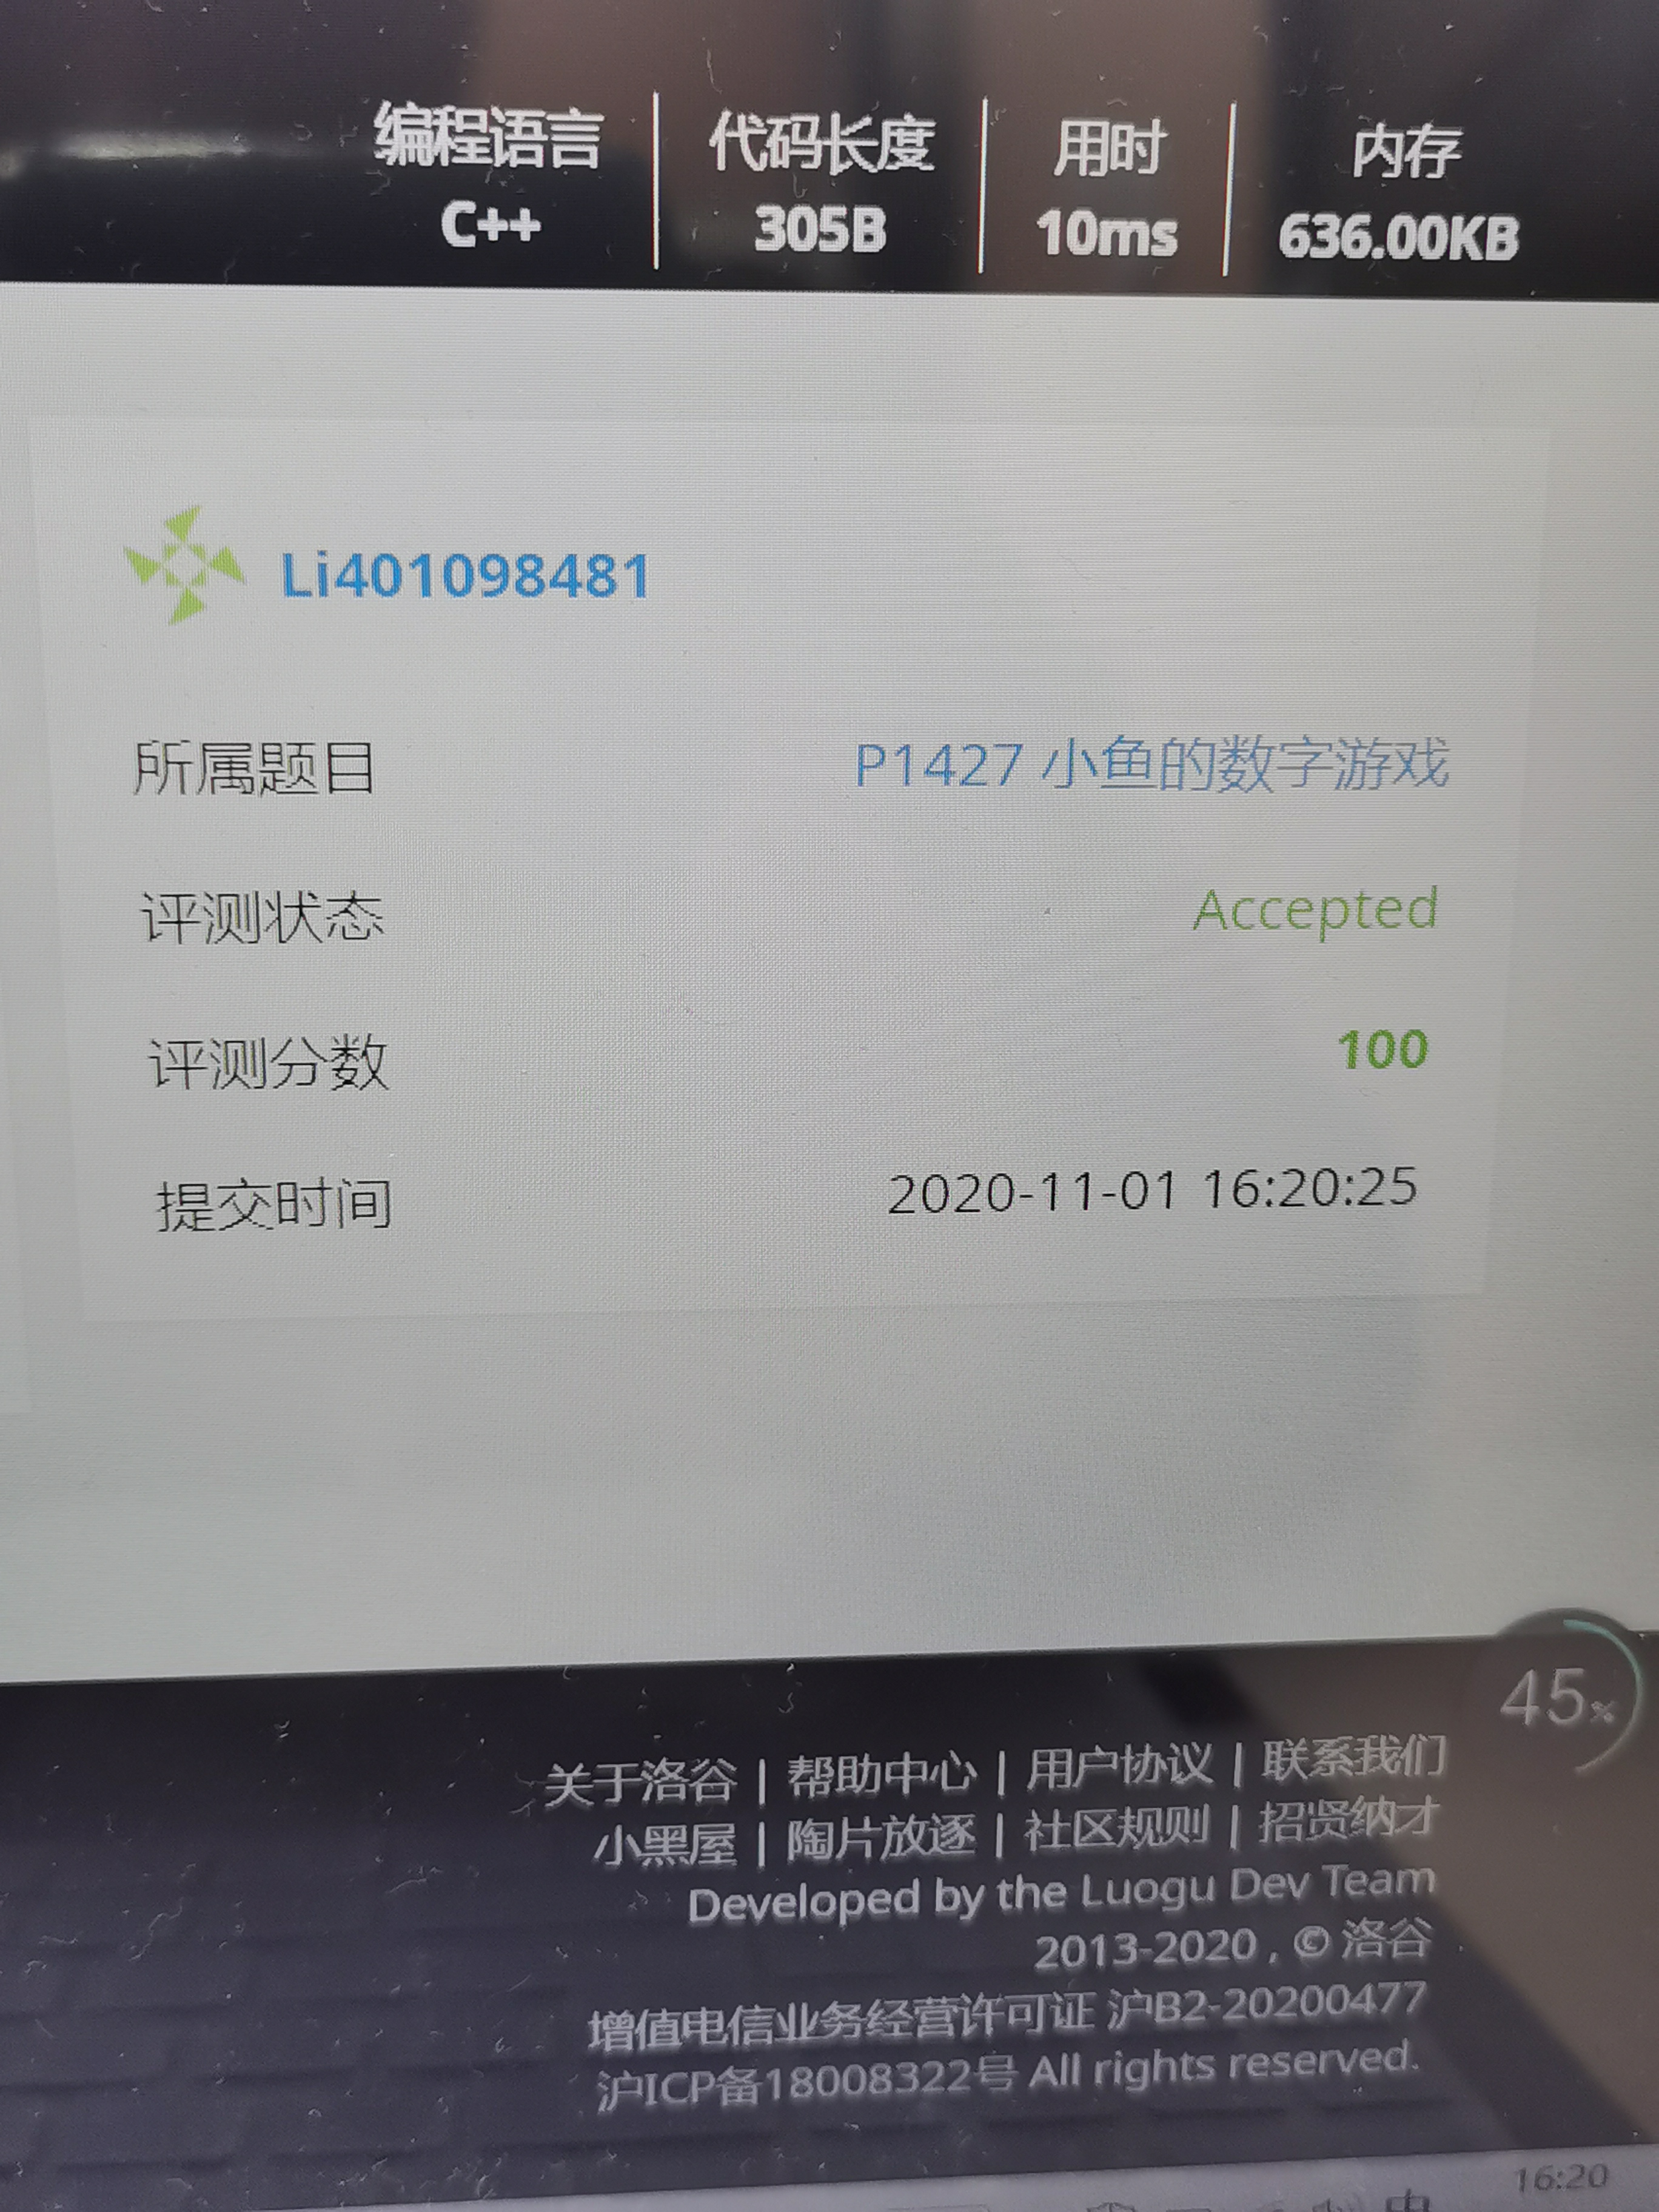 编程语言 代码长度 用时 内存
C++ 305B 10ms 636.00KB
Li401098481
所属题目 P1427 小鱼的数字游戏
评测状态 Accepted
评测分数 100
提交时间 2020-11-01 16:20:25
45%
关于洛谷 | 帮助中心 | 用户协议 | 联系我们
小黑屋 | 陶片放逐 | 社区规则 | 招贤纳才
Developed by the Luogu Dev Team
2013-2020 , © 洛谷
增值电信业务经营许可证 沪B2-20200477
沪ICP备18008322号 All rights reserved.
16:20
中